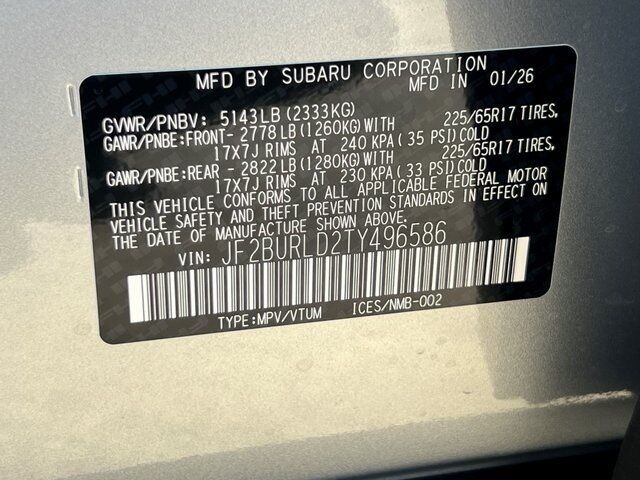 MFD BY SUBARU CORPORATION
MFD IN 01/26
GVWR/PNBV: 5143LB (2333KG)
GAWR/PNBE:FRONT- 2778 LB (1260KG) WITH 225/65R17 TIRES,
17X7J RIMS AT 240 KPA (35 PSI) COLD
GAWR/PNBE:REAR - 2822 LB (1280KG) WITH 225/65R17 TIRES,
17X7J RIMS AT 230 KPA (33 PSI) COLD
THIS VEHICLE CONFORMS TO ALL APPLICABLE FEDERAL MOTOR
VEHICLE SAFETY AND THEFT PREVENTION STANDARDS IN EFFECT ON
THE DATE OF MANUFACTURE SHOWN ABOVE.
VIN: JF2BURLD2TY496586
TYPE:MPV/VTUM ICES/NMB-002